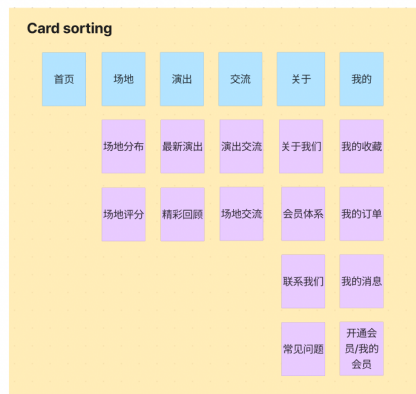 Card sorting
首页 场地 演出 交流 关于 我的
场地分布 最新演出 演出交流 关于我们 我的收藏
场地评分 精彩回顾 场地交流 会员体系 我的订单
联系我们 我的消息
常见问题 开通会
员/我的
会员